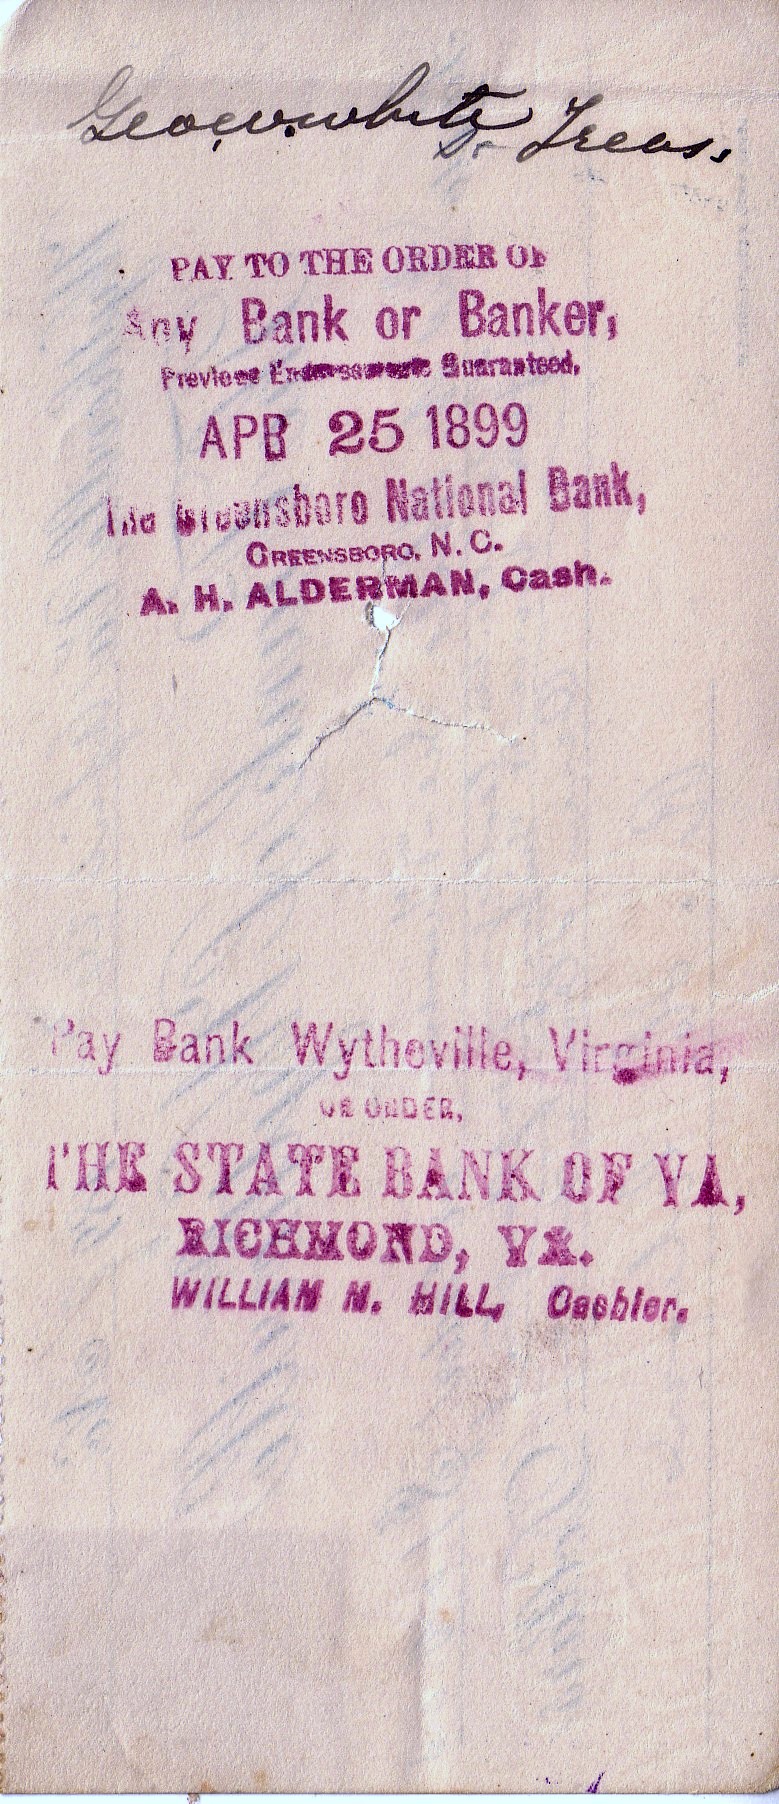 Geo. W. White
Sr Treas.
PAY TO THE ORDER OF
Any Bank or Banker,
Previous Endorsements Guaranteed.
APR 25 1899
The Greensboro National Bank,
GREENSBORO, N. C.
A. H. ALDERMAN, Cash.
Pay Bank Wytheville, Virginia,
OR ORDER,
THE STATE BANK OF VA,
RICHMOND, VA.
WILLIAM M. HILL, Cashier.